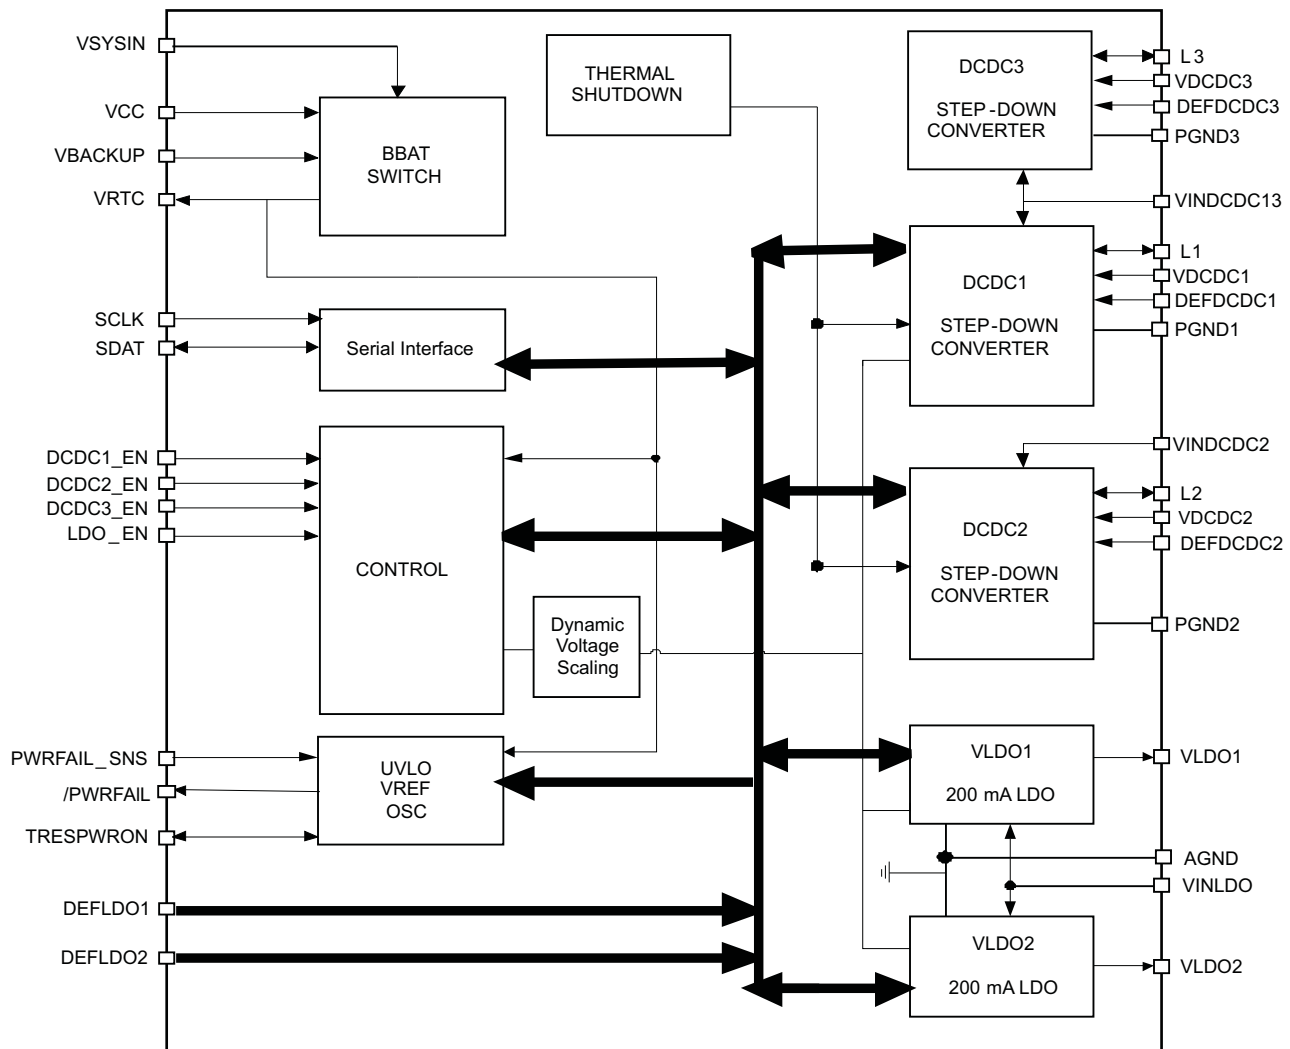 VSYSIN
VCC
VBACKUP
VRTC
SCLK
SDAT
DCDC1_EN
DCDC2_EN
DCDC3_EN
LDO_EN
PWRFAIL_SNS
/PWRFAIL
TRESPWRON
DEFLDO1
DEFLDO2
BBAT
SWITCH
Serial Interface
CONTROL
UVLO
VREF
OSC
THERMAL
SHUTDOWN
Dynamic
Voltage
Scaling
DCDC3
STEP-DOWN
CONVERTER
DCDC1
STEP-DOWN
CONVERTER
DCDC2
STEP-DOWN
CONVERTER
VLDO1
200 mA LDO
VLDO2
200 mA LDO
L3
VDCDC3
DEFDCDC3
PGND3
VINDCDC13
L1
VDCDC1
DEFDCDC1
PGND1
VINDCDC2
L2
VDCDC2
DEFDCDC2
PGND2
VLDO1
AGND
VINLDO
VLDO2